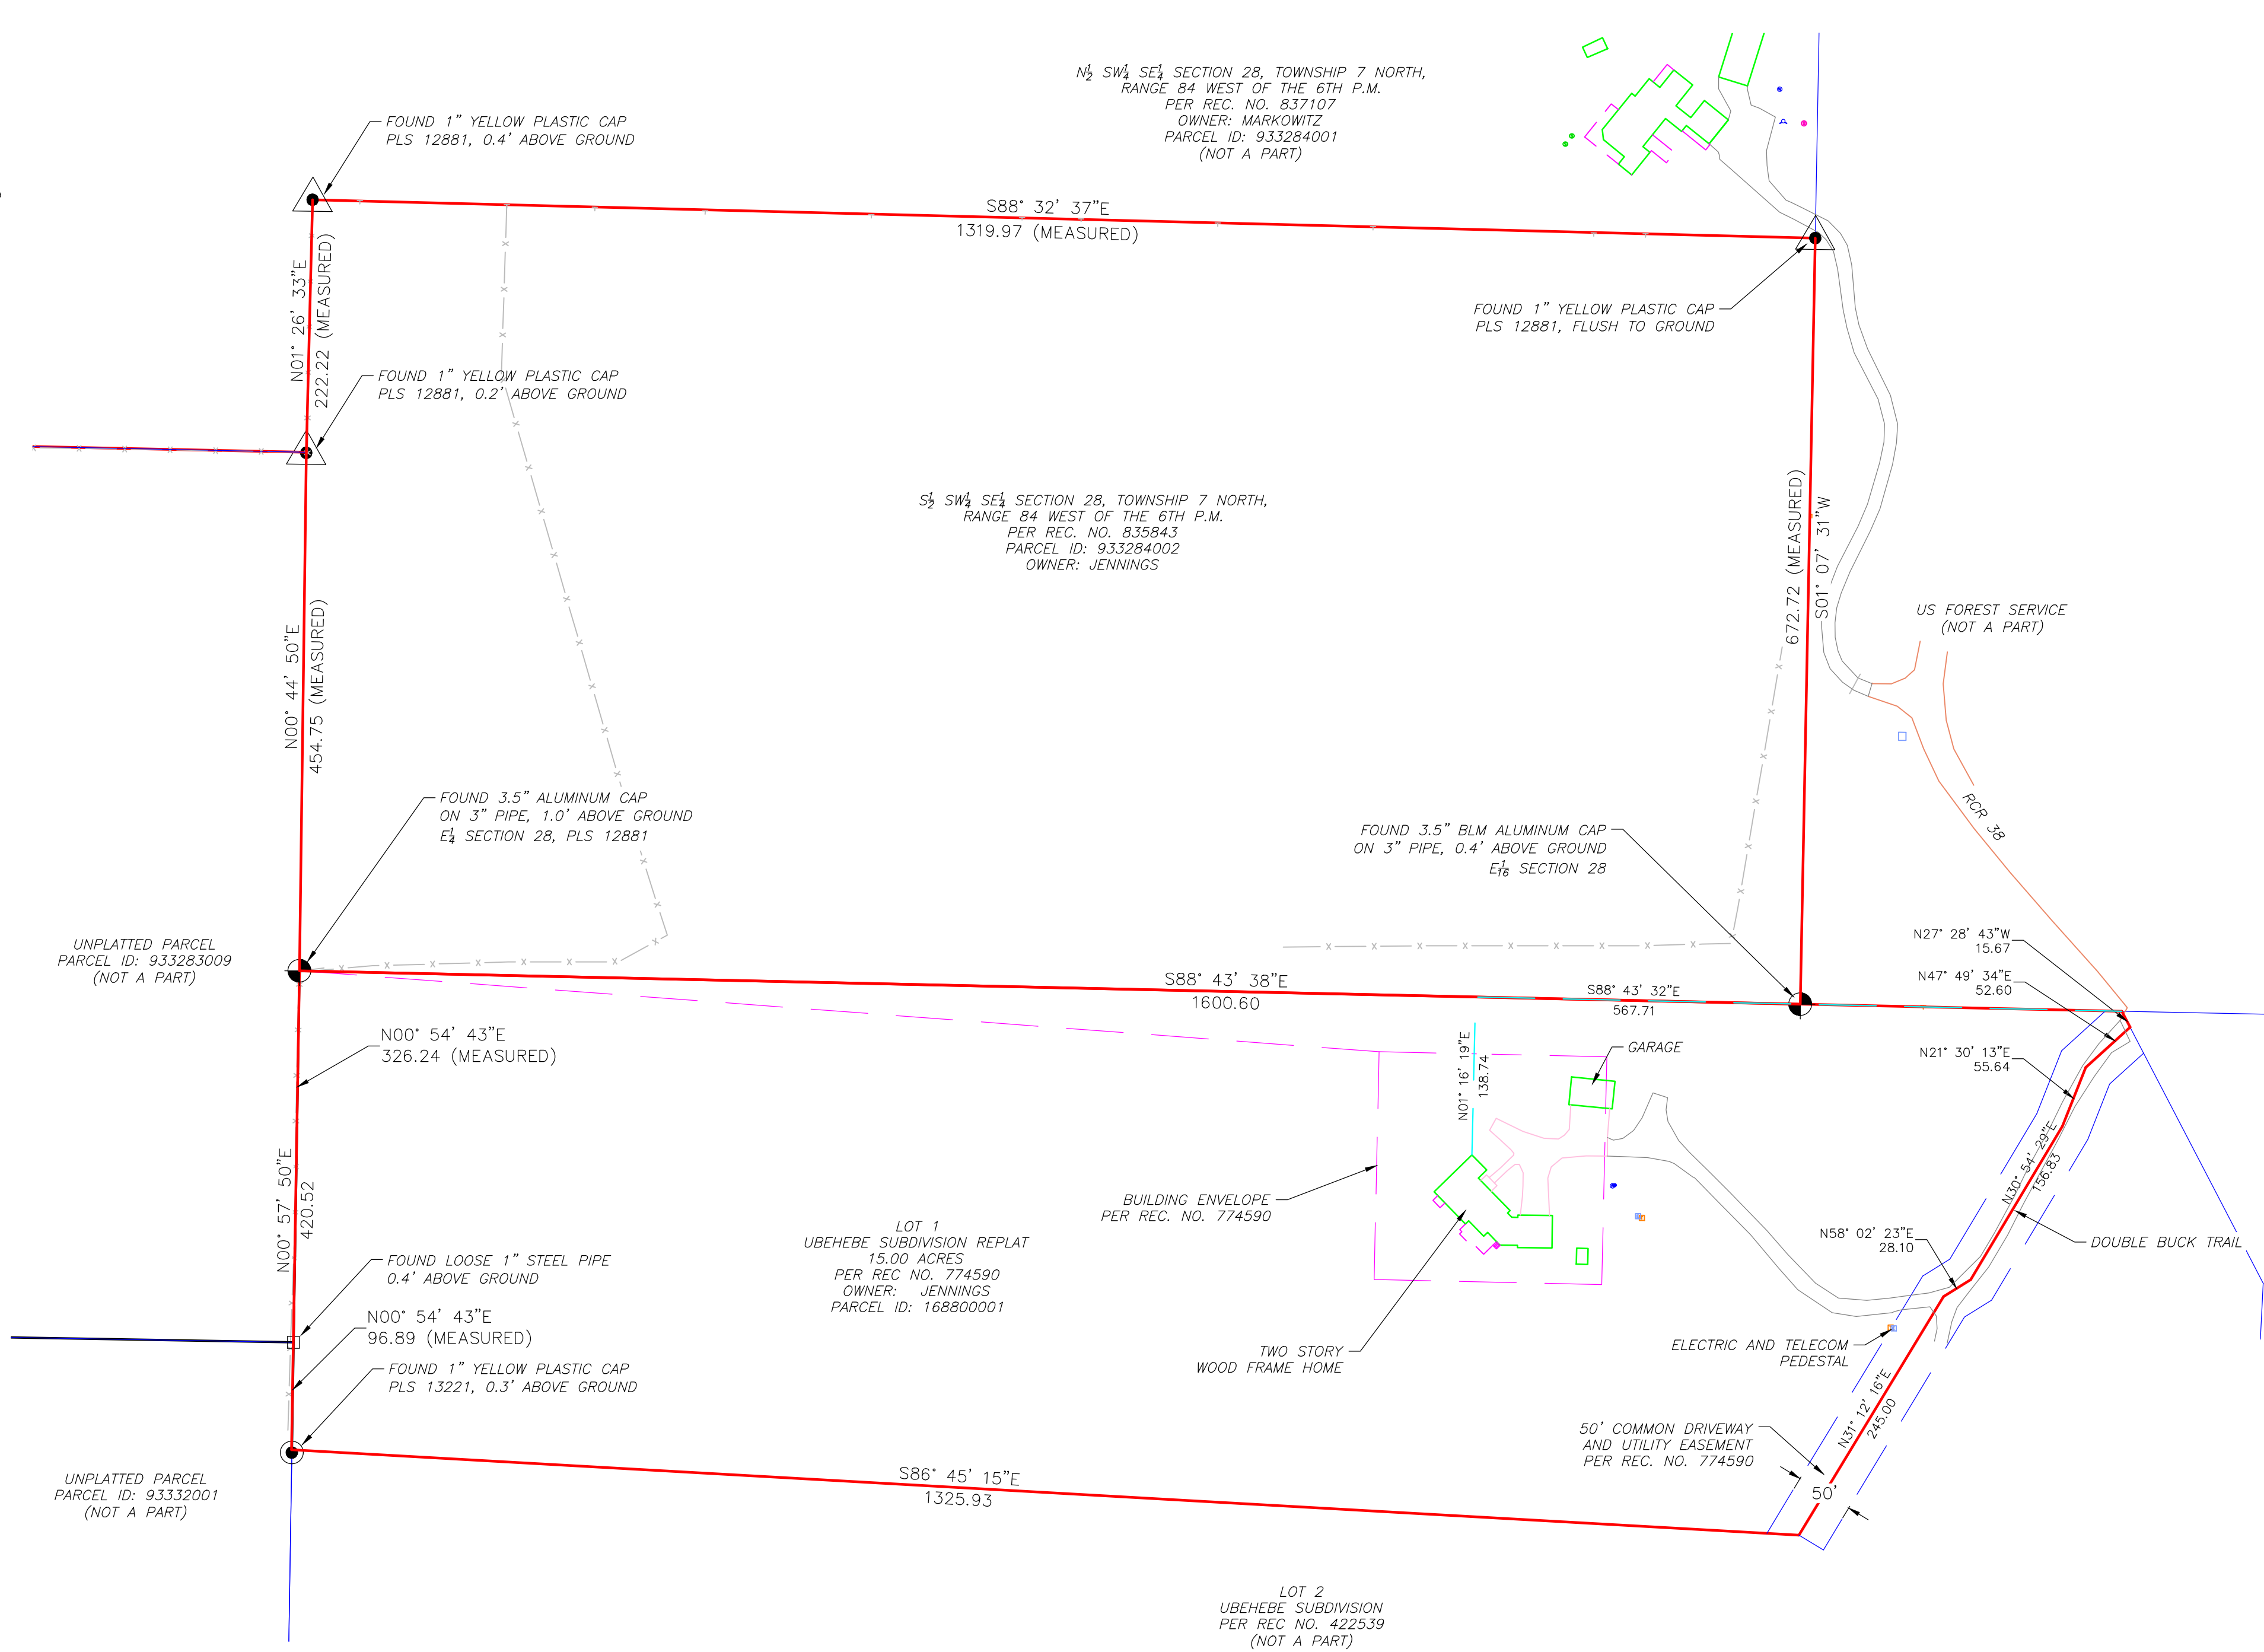 N½ SW¼ SE¼ SECTION 28, TOWNSHIP 7 NORTH,
RANGE 84 WEST OF THE 6TH P.M.
PER REC. NO. 837107
OWNER: MARKOWITZ
PARCEL ID: 933284001
(NOT A PART)
FOUND 1" YELLOW PLASTIC CAP
PLS 12881, 0.4' ABOVE GROUND
S88° 32' 37"E
1319.97 (MEASURED)
N01° 26' 33"E
222.22 (MEASURED)
FOUND 1" YELLOW PLASTIC CAP
PLS 12881, FLUSH TO GROUND
FOUND 1" YELLOW PLASTIC CAP
PLS 12881, 0.2' ABOVE GROUND
S½ SW¼ SE¼ SECTION 28, TOWNSHIP 7 NORTH,
RANGE 84 WEST OF THE 6TH P.M.
PER REC. NO. 835843
PARCEL ID: 933284002
OWNER: JENNINGS
672.72 (MEASURED)
S01° 07' 31"W
N00° 44' 50"E
454.75 (MEASURED)
US FOREST SERVICE
(NOT A PART)
RCR 38
FOUND 3.5" ALUMINUM CAP
ON 3" PIPE, 1.0' ABOVE GROUND
E¼ SECTION 28, PLS 12881
FOUND 3.5" BLM ALUMINUM CAP
ON 3" PIPE, 0.4' ABOVE GROUND
E1/16 SECTION 28
UNPLATTED PARCEL
PARCEL ID: 933283009
(NOT A PART)
N27° 28' 43"W
15.67
N47° 49' 34"E
52.60
S88° 43' 38"E
1600.60
S88° 43' 32"E
567.71
N21° 30' 13"E
55.64
N00° 54' 43"E
326.24 (MEASURED)
N01° 16' 19"E
138.74
GARAGE
N00° 57' 50"E
420.52
BUILDING ENVELOPE
PER REC. NO. 774590
N30° 54' 29"E
156.83
LOT 1
UBEHEBE SUBDIVISION REPLAT
15.00 ACRES
PER REC NO. 774590
OWNER: JENNINGS
PARCEL ID: 168800001
N58° 02' 23"E
28.10
DOUBLE BUCK TRAIL
FOUND LOOSE 1" STEEL PIPE
0.4' ABOVE GROUND
N00° 54' 43"E
96.89 (MEASURED)
TWO STORY
WOOD FRAME HOME
ELECTRIC AND TELECOM
PEDESTAL
FOUND 1" YELLOW PLASTIC CAP
PLS 13221, 0.3' ABOVE GROUND
N31° 12' 16"E
245.00
50' COMMON DRIVEWAY
AND UTILITY EASEMENT
PER REC. NO. 774590
50'
UNPLATTED PARCEL
PARCEL ID: 93332001
(NOT A PART)
S86° 45' 15"E
1325.93
LOT 2
UBEHEBE SUBDIVISION
PER REC NO. 422539
(NOT A PART)